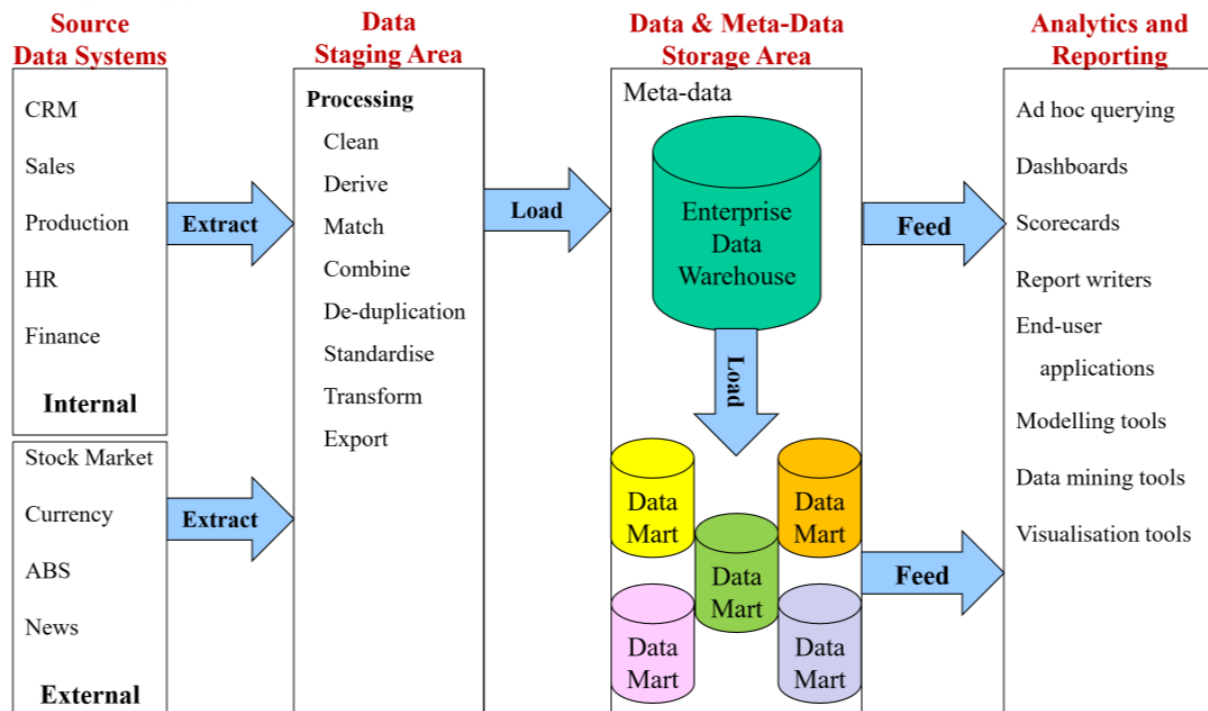 Source
Data Systems
CRM
Sales
Production
HR
Finance
Internal
Stock Market
Currency
ABS
News
External
Extract
Extract
Data
Staging Area
Processing
Clean
Derive
Match
Combine
De-duplication
Standardise
Transform
Export
Load
Data & Meta-Data
Storage Area
Meta-data
Enterprise
Data
Warehouse
Load
Data
Mart
Data
Mart
Data
Mart
Data
Mart
Data
Mart
Feed
Feed
Analytics and
Reporting
Ad hoc querying
Dashboards
Scorecards
Report writers
End-user
applications
Modelling tools
Data mining tools
Visualisation tools